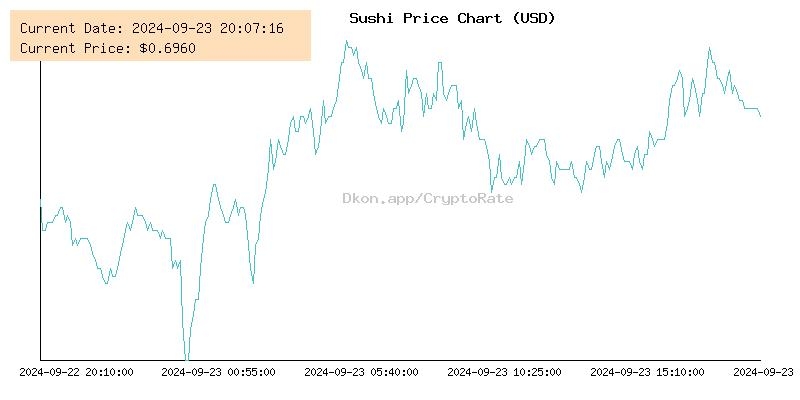 Sushi Price Chart (USD)
Current Date: 2024-09-23 20:07:16
Current Price: $0.6960
Dkon.app/CryptoRate
2024-09-22 20:10:00 2024-09-23 00:55:00 2024-09-23 05:40:00 2024-09-23 10:25:00 2024-09-23 15:10:00 2024-09-23